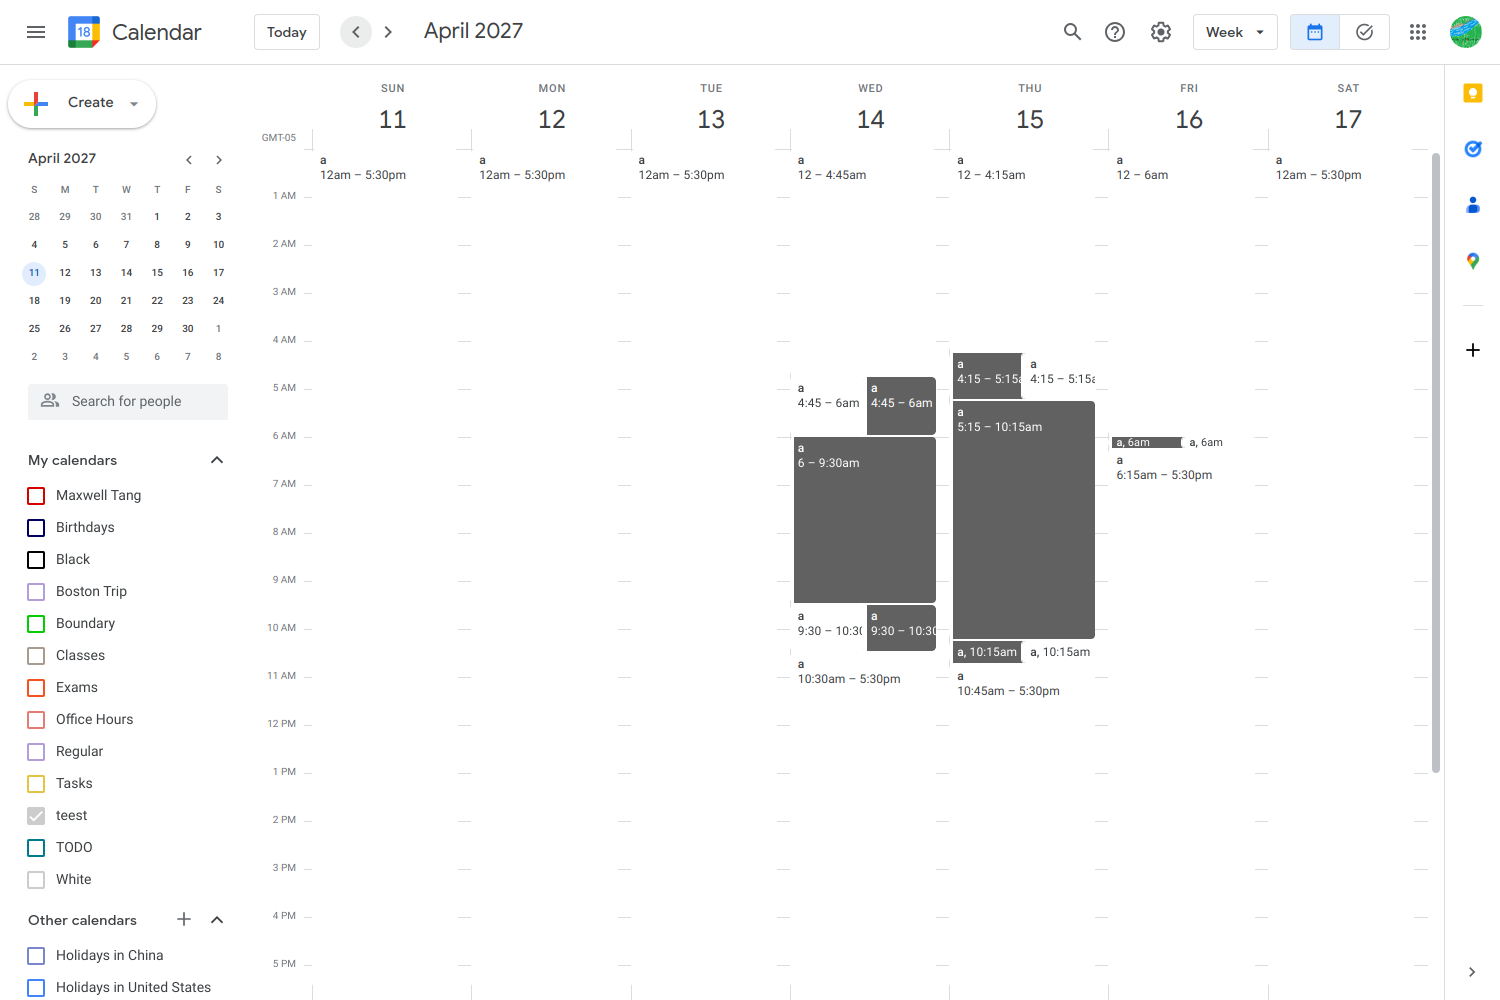 18 Calendar
Today
April 2027
Week
Create
April 2027
S M T W T F S
28 29 30 31 1 2 3
4 5 6 7 8 9 10
11 12 13 14 15 16 17
18 19 20 21 22 23 24
25 26 27 28 29 30 1
2 3 4 5 6 7 8
Search for people
My calendars
Maxwell Tang
Birthdays
Black
Boston Trip
Boundary
Classes
Exams
Office Hours
Regular
Tasks
teest
TODO
White
Other calendars
Holidays in China
Holidays in United States
SUN MON TUE WED THU FRI SAT
11 12 13 14 15 16 17
GMT-05
1 AM
2 AM
3 AM
4 AM
5 AM
6 AM
7 AM
8 AM
9 AM
10 AM
11 AM
12 PM
1 PM
2 PM
3 PM
4 PM
5 PM
a
12am – 5:30pm
a
12am – 5:30pm
a
12am – 5:30pm
a
12 – 4:45am
a
4:45 – 6am
a
4:45 – 6am
a
6 – 9:30am
a
9:30 – 10:30
a
9:30 – 10:30
a
10:30am – 5:30pm
a
12 – 4:15am
a
4:15 – 5:15a
a
4:15 – 5:15a
a
5:15 – 10:15am
a, 10:15am
a, 10:15am
a
10:45am – 5:30pm
a
12 – 6am
a, 6am
a, 6am
a
6:15am – 5:30pm
a
12am – 5:30pm